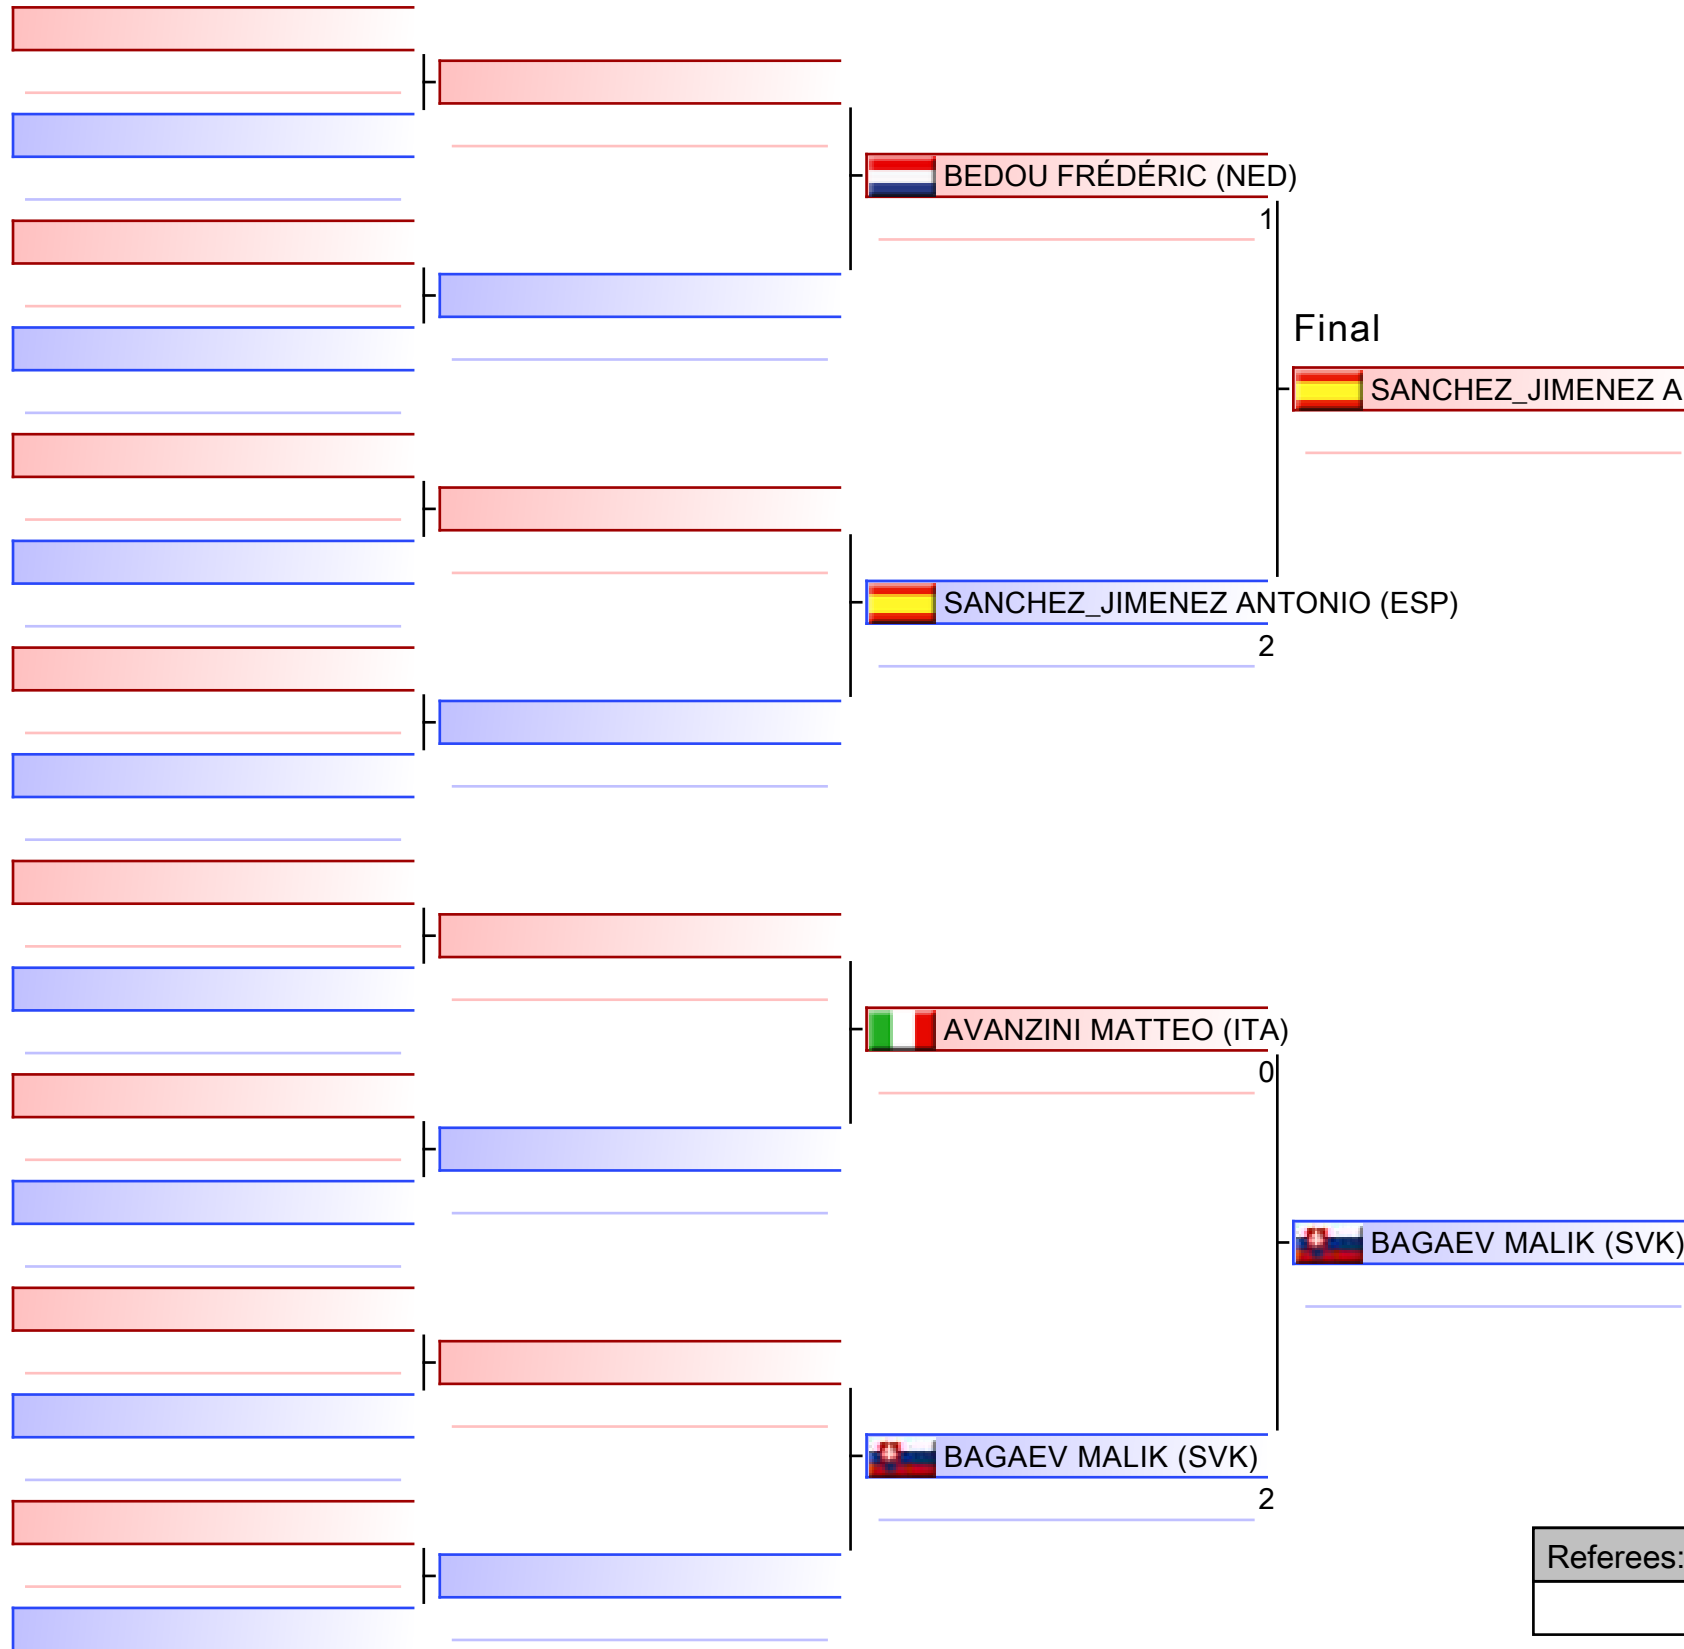 BEDOU FRÉDÉRIC (NED)
1
Final
SANCHEZ_JIMENEZ A
SANCHEZ_JIMENEZ ANTONIO (ESP)
2
AVANZINI MATTEO (ITA)
0
BAGAEV MALIK (SVK)
BAGAEV MALIK (SVK)
2
Referees: